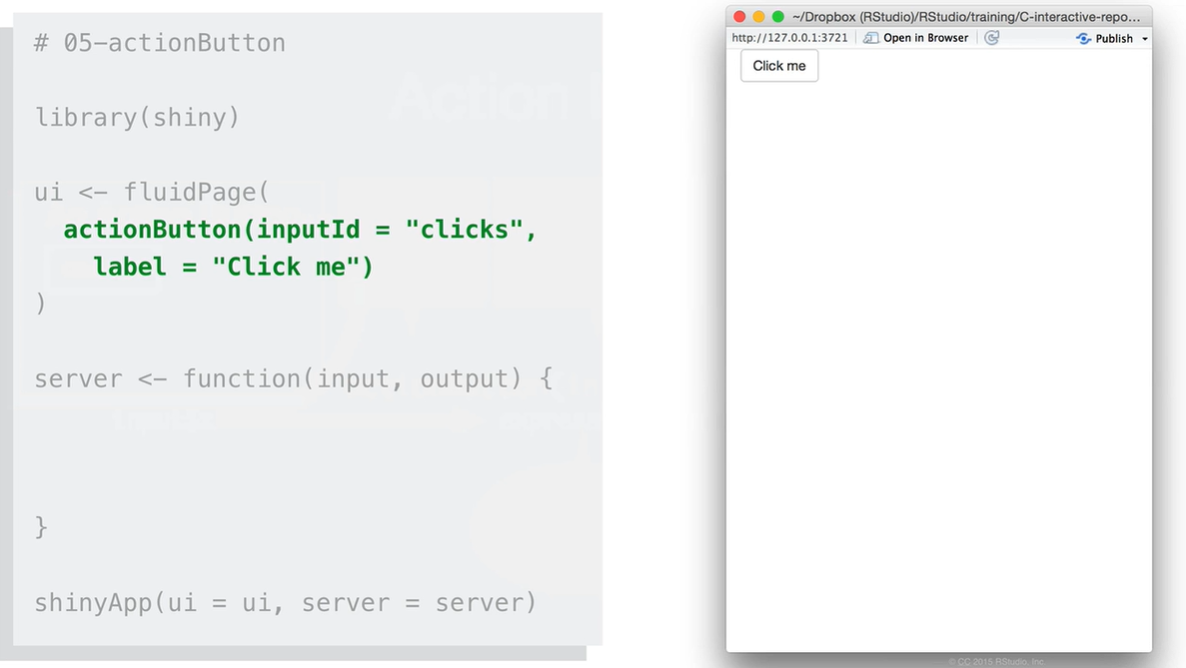 # 05-actionButton
library(shiny)
ui <- fluidPage(
actionButton(inputId = "clicks",
label = "Click me")
)
server <- function(input, output) {
}
shinyApp(ui = ui, server = server)
~/Dropbox (RStudio)/RStudio/training/C-interactive-repo...
http://127.0.0.1:3721 Open in Browser Publish
Click me
© CC 2015 RStudio, Inc.